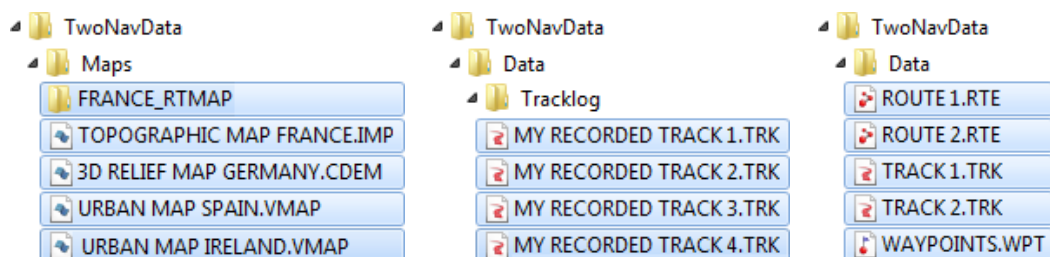 TwoNavData
Maps
FRANCE_RTMAP
TOPOGRAPHIC MAP FRANCE.IMP
3D RELIEF MAP GERMANY.CDEM
URBAN MAP SPAIN.VMAP
URBAN MAP IRELAND.VMAP
TwoNavData
Data
Tracklog
MY RECORDED TRACK 1.TRK
MY RECORDED TRACK 2.TRK
MY RECORDED TRACK 3.TRK
MY RECORDED TRACK 4.TRK
TwoNavData
Data
ROUTE 1.RTE
ROUTE 2.RTE
TRACK 1.TRK
TRACK 2.TRK
WAYPOINTS.WPT